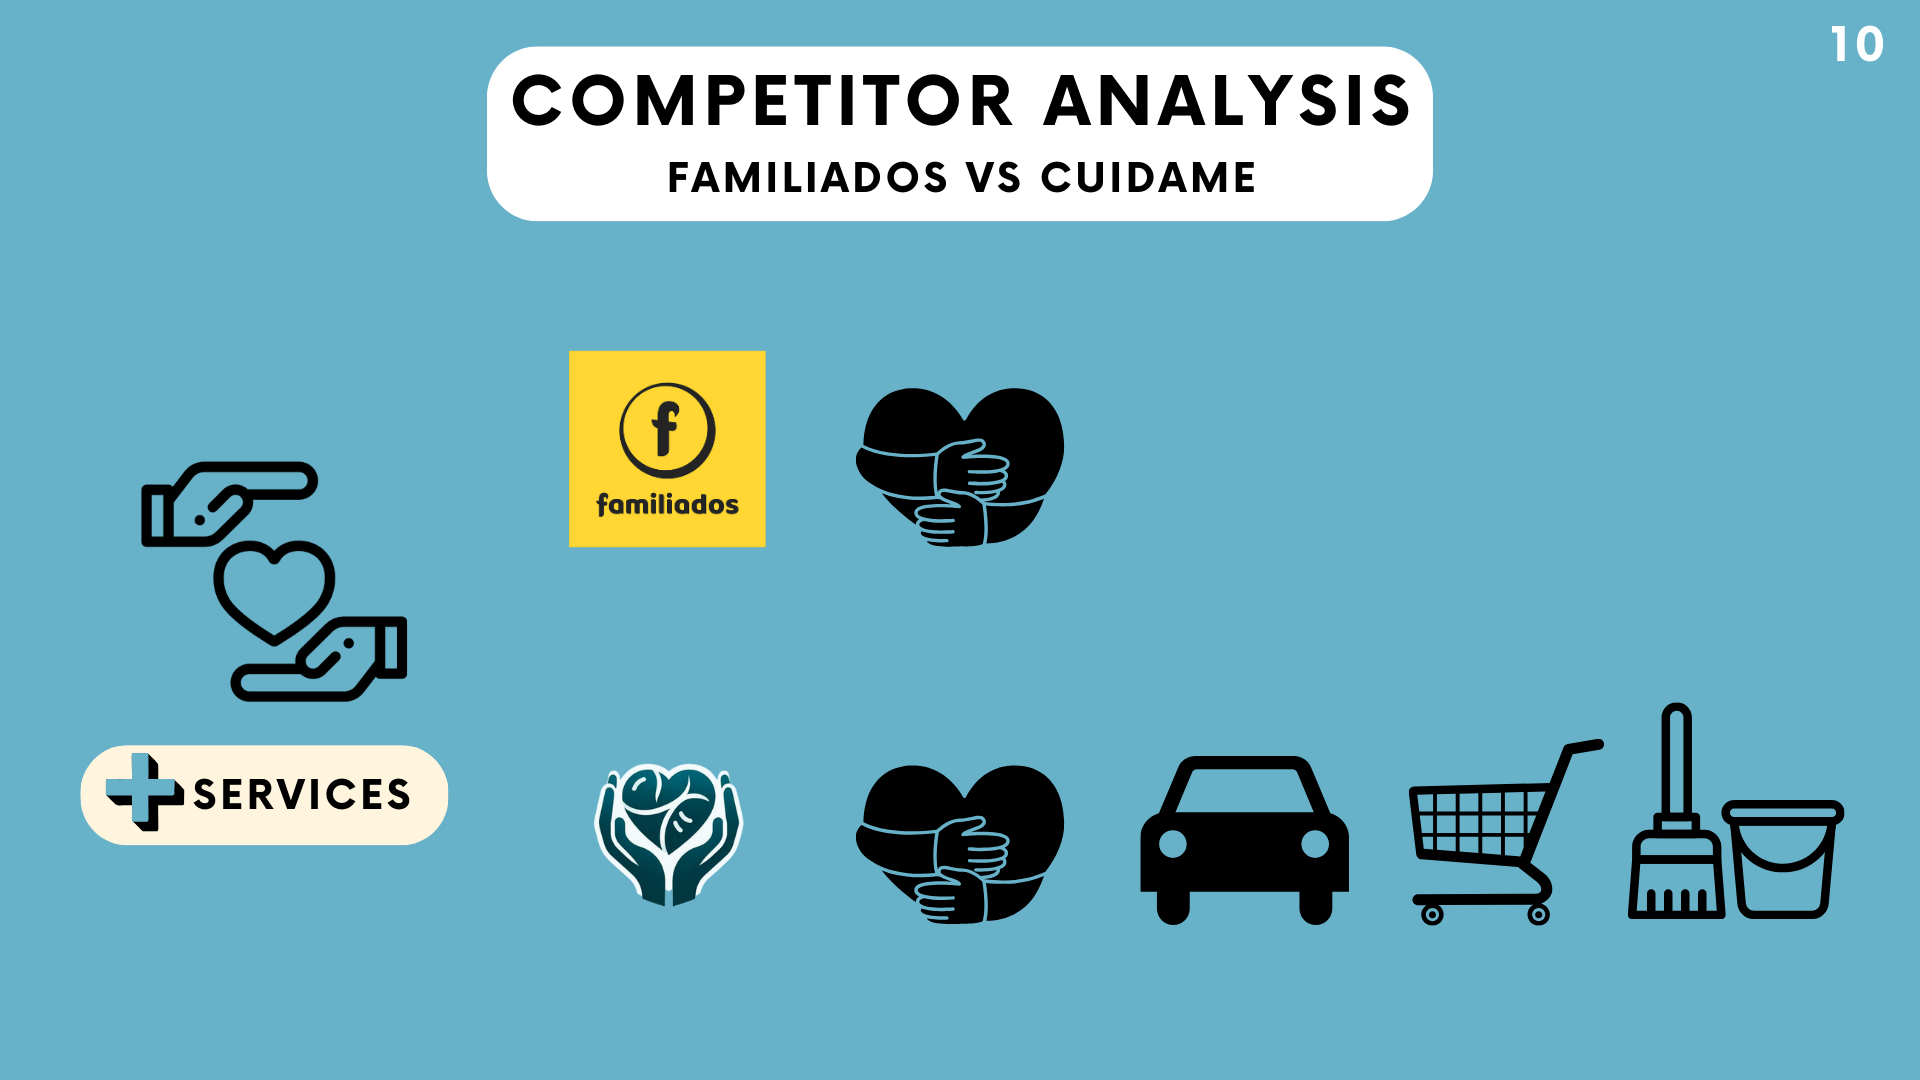 10
COMPETITOR ANALYSIS
FAMILIADOS VS CUIDAME
f
familiados
SERVICES